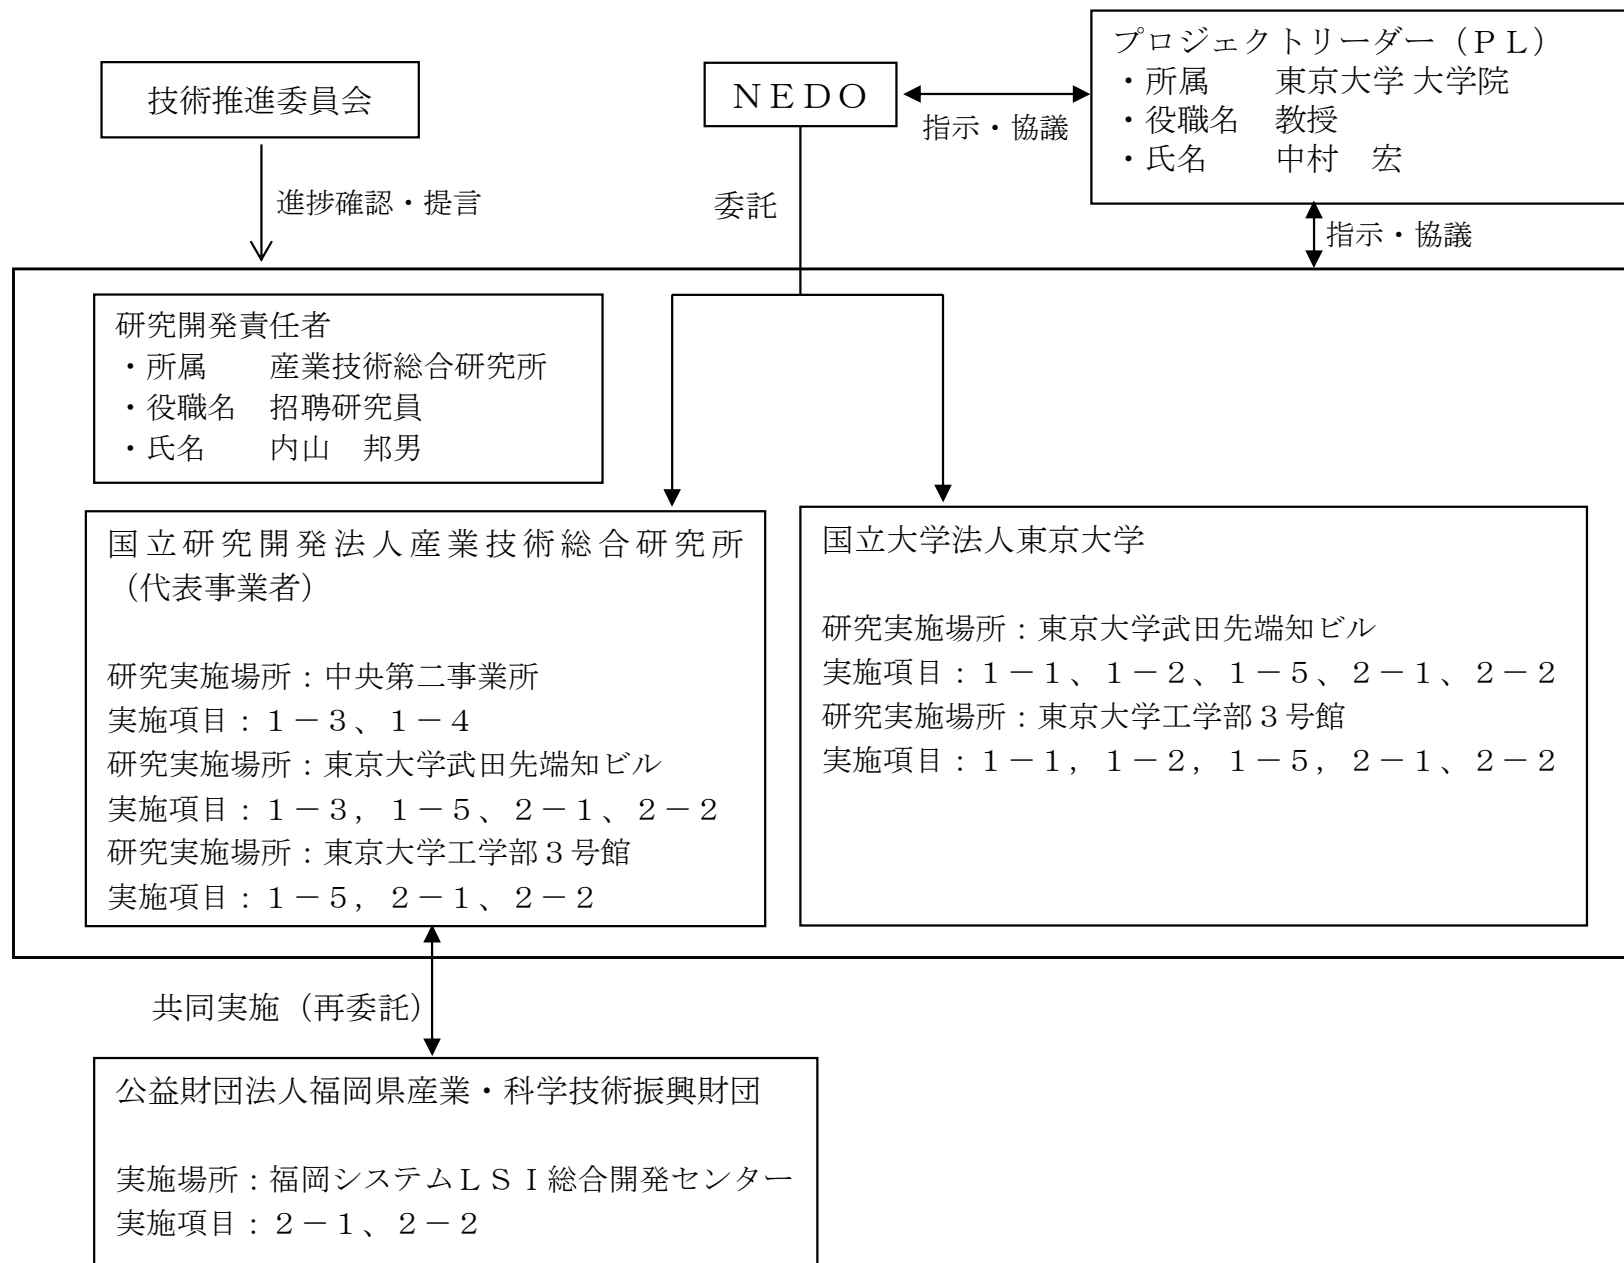 技術推進委員会
進捗確認・提言
ＮＥＤＯ
指示・協議
委託
プロジェクトリーダー（ＰＬ）
・所属　　東京大学 大学院
・役職名　教授
・氏名　　中村　宏
指示・協議
研究開発責任者
・所属　　産業技術総合研究所
・役職名　招聘研究員
・氏名　　内山　邦男
国立研究開発法人産業技術総合研究所
（代表事業者）
研究実施場所：中央第二事業所
実施項目：１－３、１－４
研究実施場所：東京大学武田先端知ビル
実施項目：１－３，１－５、２－１、２－２
研究実施場所：東京大学工学部３号館
実施項目：１－５，２－１、２－２
国立大学法人東京大学
研究実施場所：東京大学武田先端知ビル
実施項目：１－１、１－２、１－５、２－１、２－２
研究実施場所：東京大学工学部３号館
実施項目：１－１，１－２，１－５，２－１、２－２
共同実施（再委託）
公益財団法人福岡県産業・科学技術振興財団
実施場所：福岡システムＬＳＩ総合開発センター
実施項目：２－１、２－２